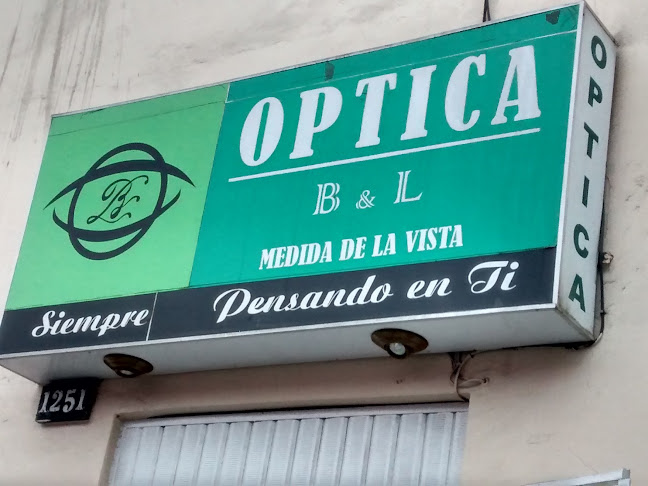 OPTICA
B & L
MEDIDA DE LA VISTA
Siempre Pensando en Ti
OPTICA
1251